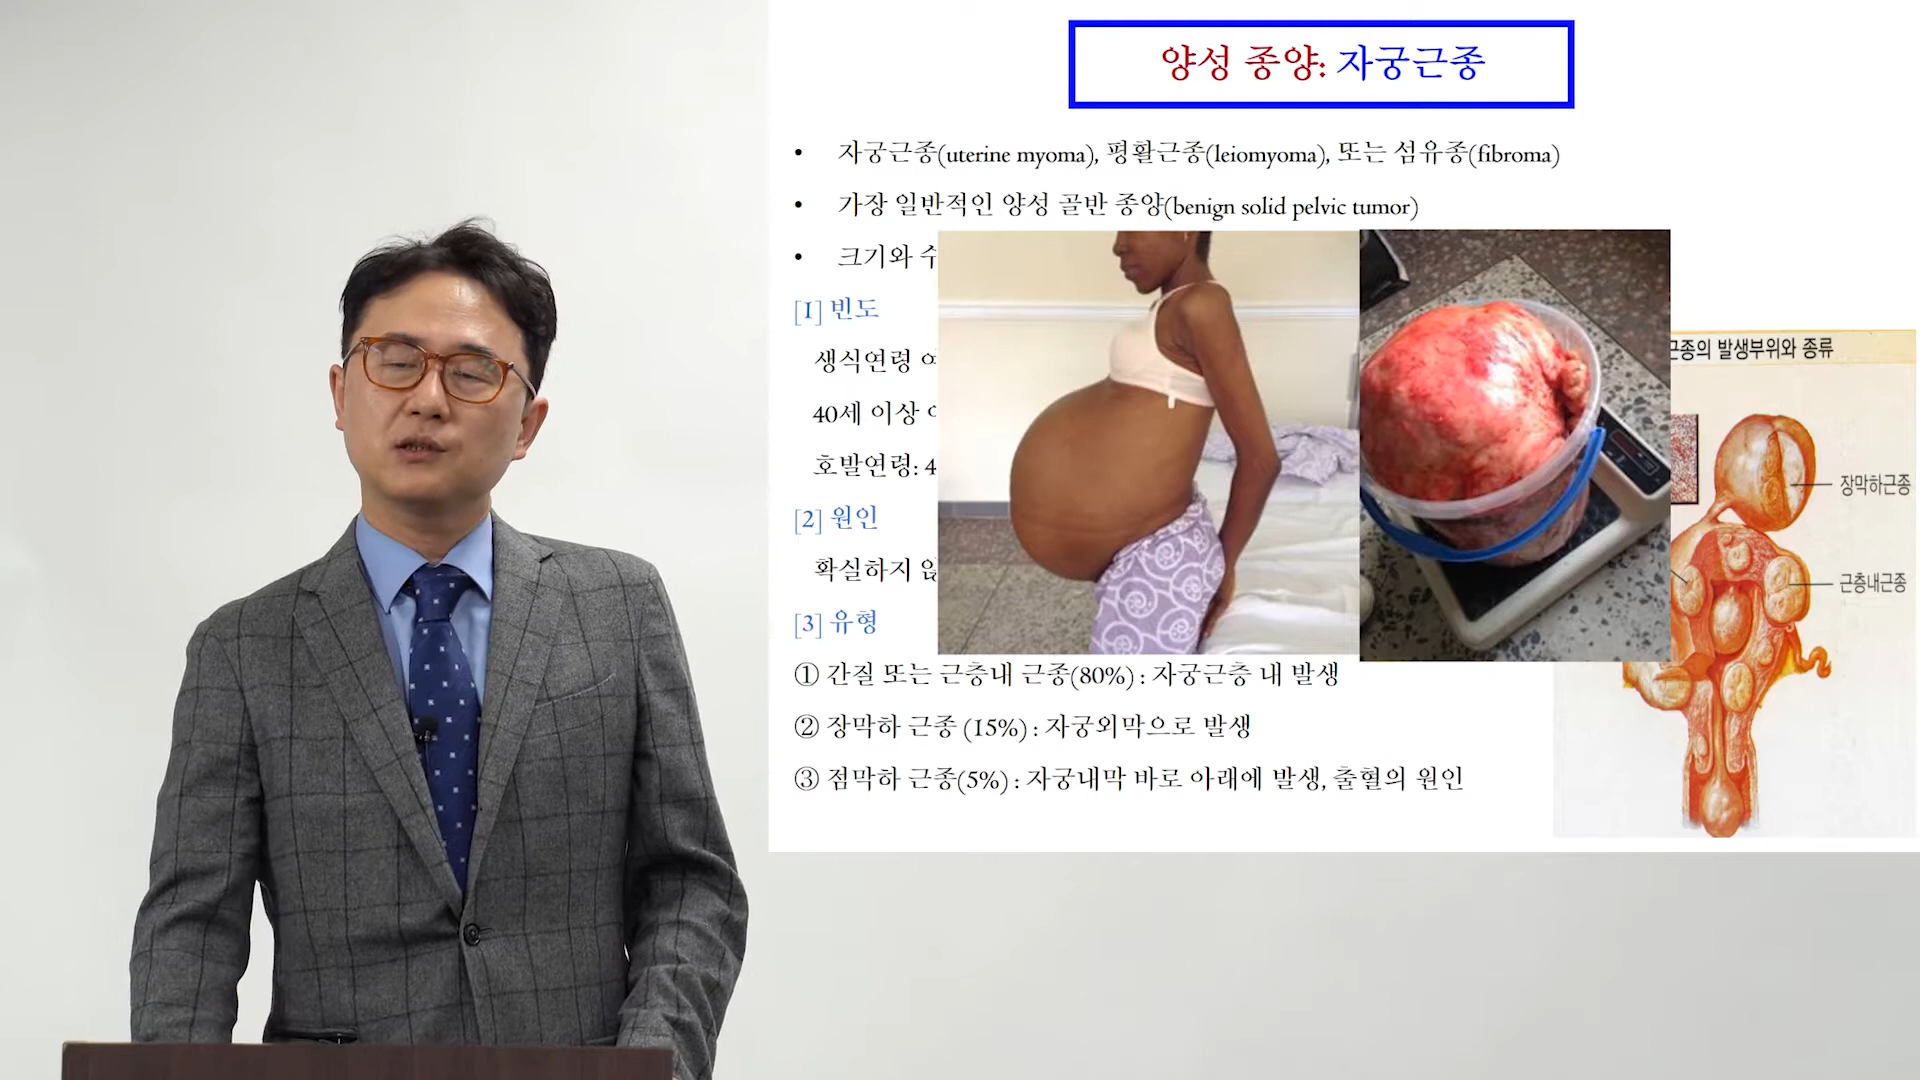 양성 종양: 자궁근종
• 자궁근종(uterine myoma), 평활근종(leiomyoma), 또는 섬유종(fibroma)
• 가장 일반적인 양성 골반 종양(benign solid pelvic tumor)
• 크기와
[1] 빈도
생식연령
40세 이상
호발연령: 4
[2] 원인
확실하지
[3] 유형
① 간질 또는 근층내 근종(80%) : 자궁근층 내 발생
② 장막하 근종 (15%) : 자궁외막으로 발생
③ 점막하 근종(5%) : 자궁내막 바로 아래에 발생, 출혈의 원인
근종의 발생부위와 종류
장막하근종
근층내근종